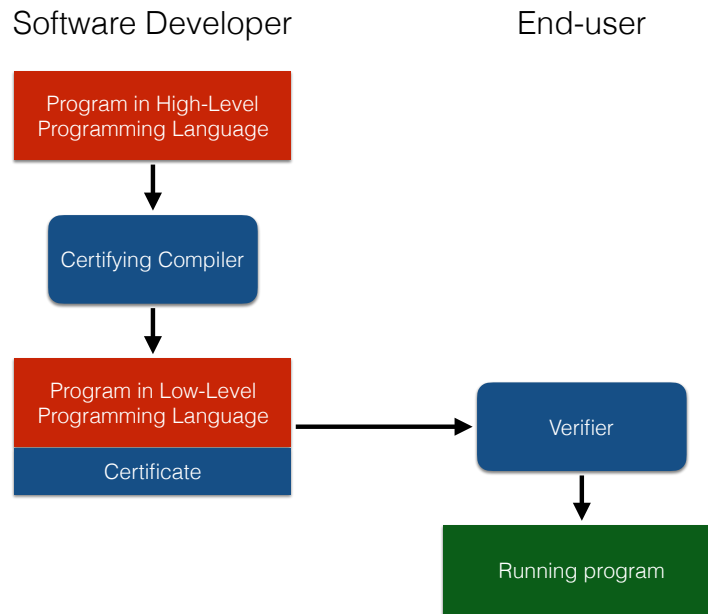 Software Developer
End-user
Program in High-Level
Programming Language
Certifying Compiler
Program in Low-Level
Programming Language
Certificate
Verifier
Running program